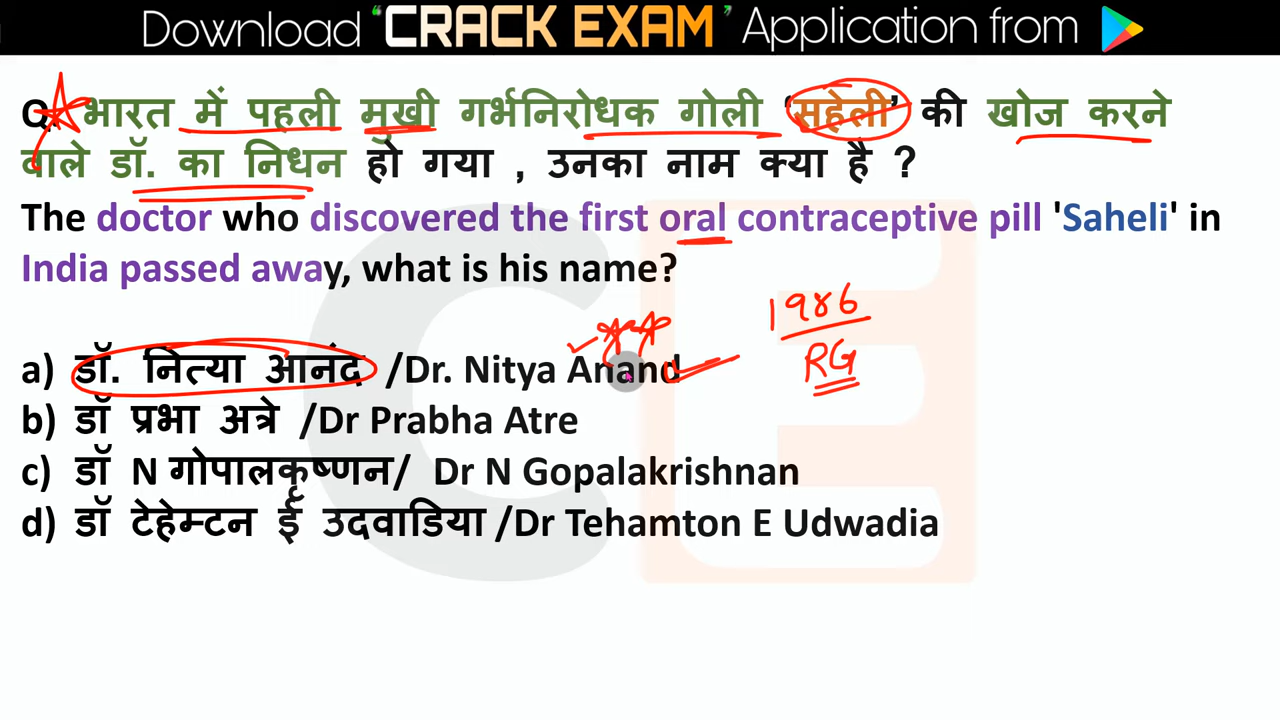 Download “CRACK EXAM” Application from
Q. भारत में पहली मुखी गर्भनिरोधक गोली ‘सहेली’ की खोज करने
वाले डॉ. का निधन हो गया , उनका नाम क्या है ?
The doctor who discovered the first oral contraceptive pill 'Saheli' in
India passed away, what is his name?
1986
RG
a) डॉ. नित्या आनंद /Dr. Nitya Anand
b) डॉ प्रभा अत्रे /Dr Prabha Atre
c) डॉ N गोपालकृष्णन/ Dr N Gopalakrishnan
d) डॉ टेहेम्टन ई उदवाडिया /Dr Tehamton E Udwadia